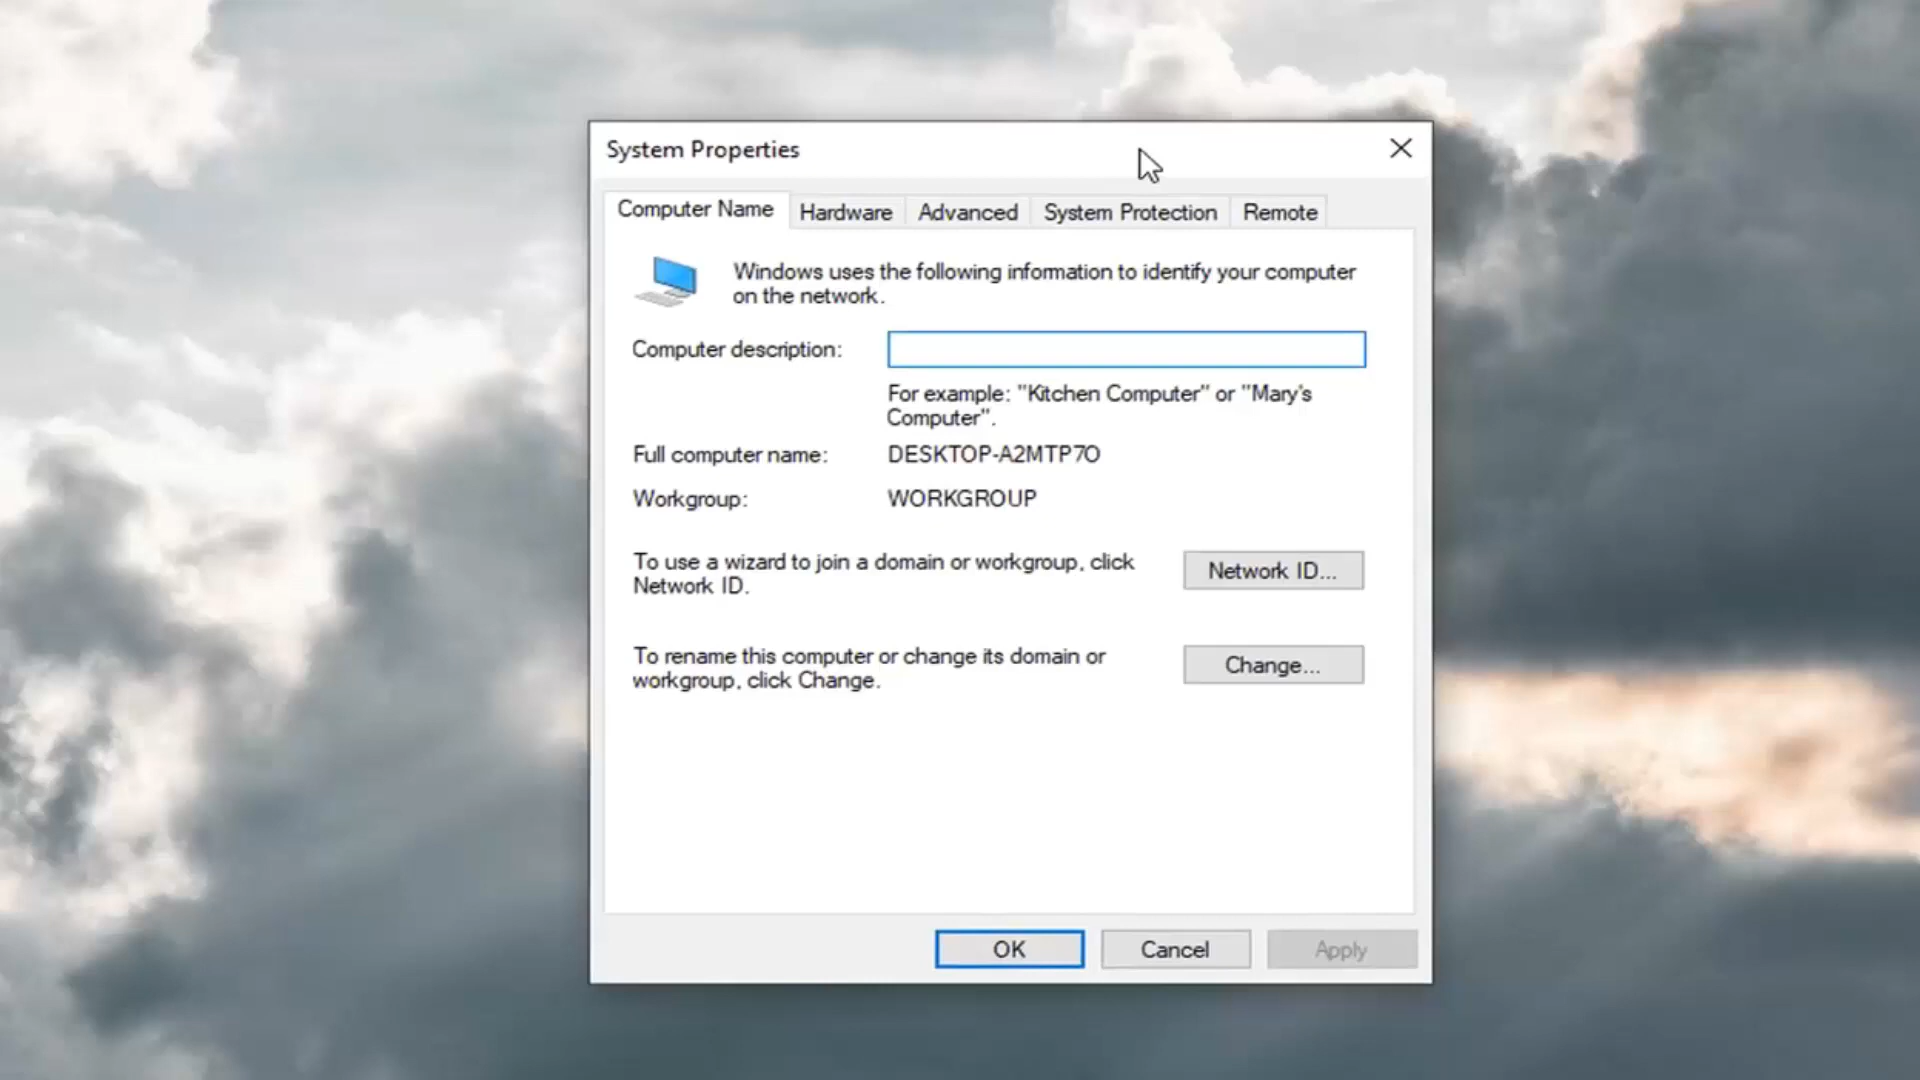 System Properties
Computer Name Hardware Advanced System Protection Remote
Windows uses the following information to identify your computer
on the network.
Computer description:
For example: "Kitchen Computer" or "Mary's
Computer".
Full computer name: DESKTOP-A2MTP7O
Workgroup: WORKGROUP
To use a wizard to join a domain or workgroup, click
Network ID.
Network ID...
To rename this computer or change its domain or
workgroup, click Change.
Change...
OK Cancel Apply